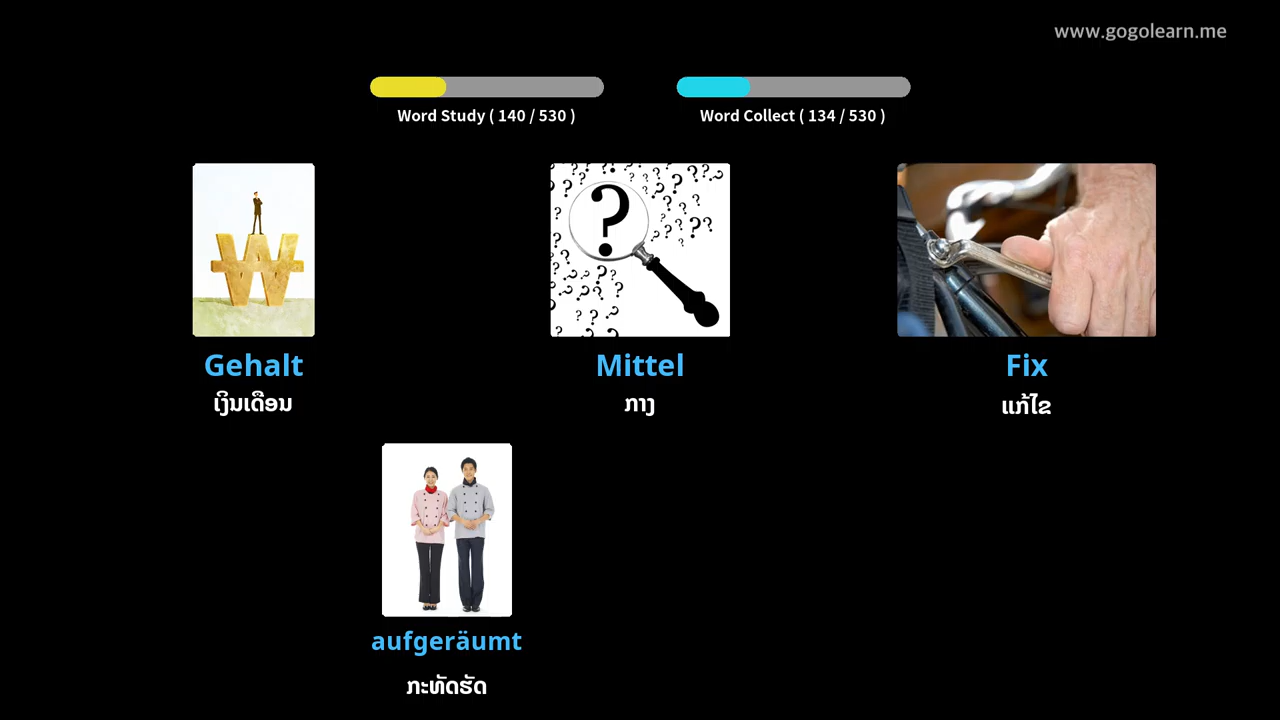 www.gogolearn.me
Word Study ( 140 / 530 )
Word Collect ( 134 / 530 )
Gehalt
ເງິນເດືອນ
Mittel
ກາງ
Fix
ແກ້ໄຂ
aufgeräumt
ກະທັດຮັດ